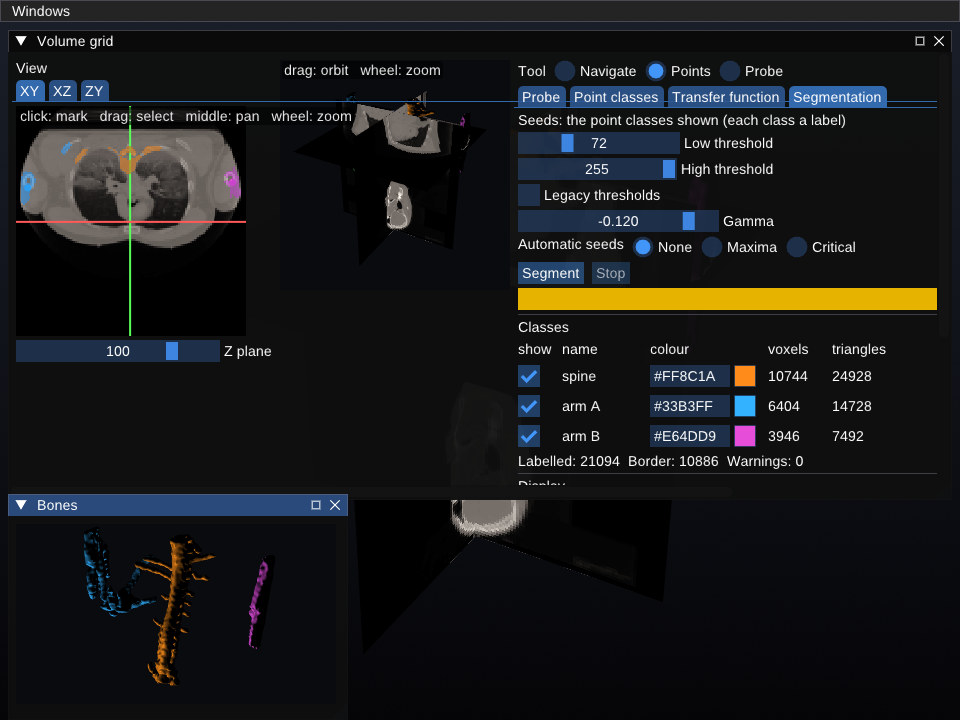 Windows
Volume grid
View
XY XZ ZY
click: mark drag: select middle: pan wheel: zoom
100 Z plane
drag: orbit wheel: zoom
Tool Navigate Points Probe
Probe Point classes Transfer function Segmentation
Seeds: the point classes shown (each class a label)
72 Low threshold
255 High threshold
Legacy thresholds
-0.120 Gamma
Automatic seeds None Maxima Critical
Segment Stop
Classes
show name colour voxels triangles
spine #FF8C1A 10744 24928
arm A #33B3FF 6404 14728
arm B #E64DD9 3946 7492
Labelled: 21094 Border: 10886 Warnings: 0
Display
Bones